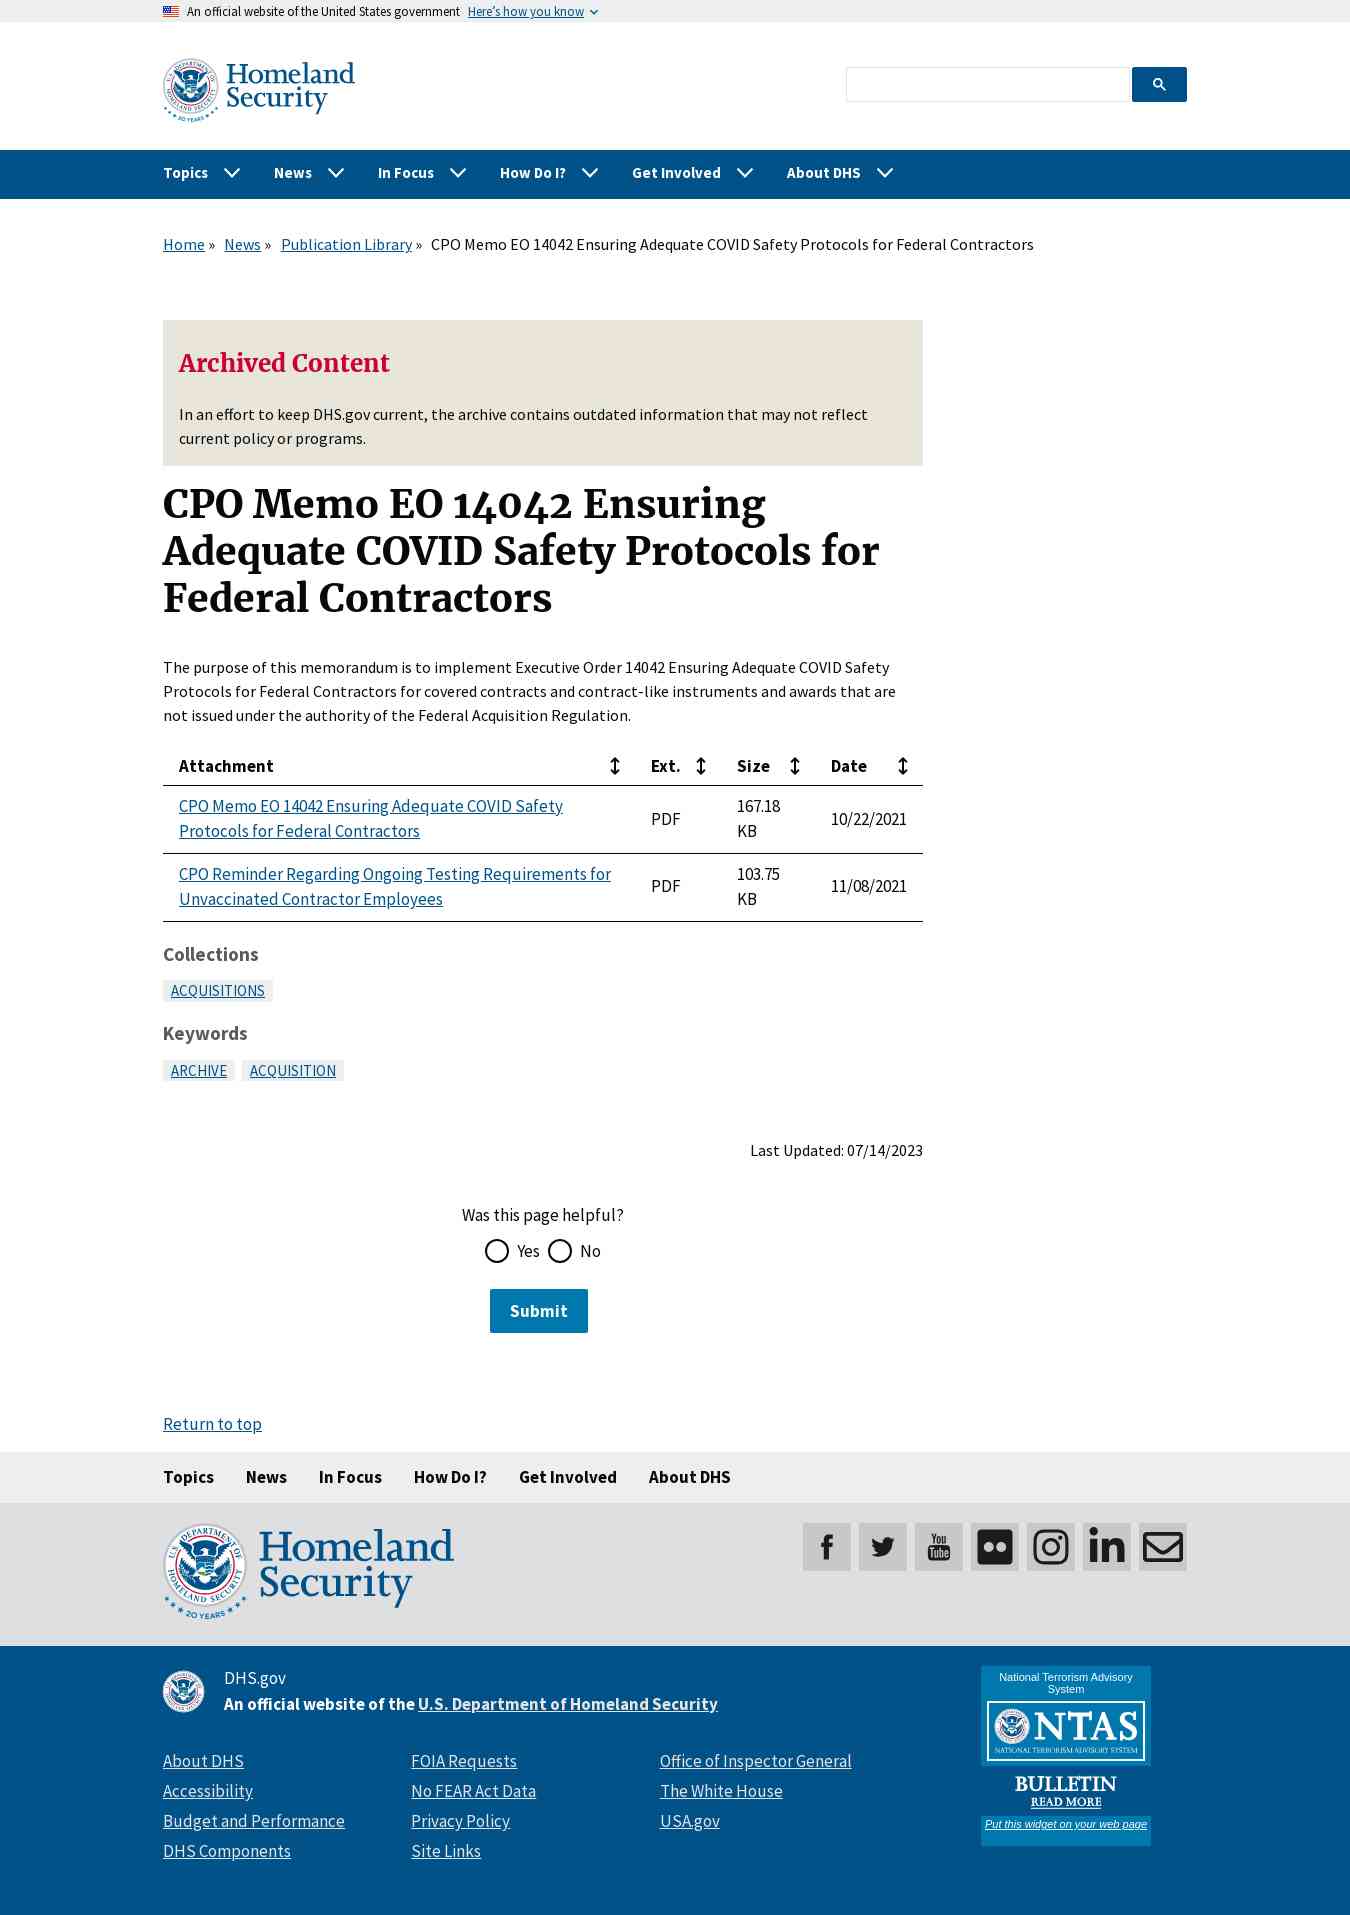 An official website of the United States government Here’s how you know
Homeland
Security
20 YEARS
Topics News In Focus How Do I? Get Involved About DHS
Home » News » Publication Library » CPO Memo EO 14042 Ensuring Adequate COVID Safety Protocols for Federal Contractors
Archived Content
In an effort to keep DHS.gov current, the archive contains outdated information that may not reflect
current policy or programs.
CPO Memo EO 14042 Ensuring
Adequate COVID Safety Protocols for
Federal Contractors
The purpose of this memorandum is to implement Executive Order 14042 Ensuring Adequate COVID Safety
Protocols for Federal Contractors for covered contracts and contract-like instruments and awards that are
not issued under the authority of the Federal Acquisition Regulation.
Attachment Ext. Size Date
CPO Memo EO 14042 Ensuring Adequate COVID Safety
Protocols for Federal Contractors PDF 167.18 KB 10/22/2021
CPO Reminder Regarding Ongoing Testing Requirements for
Unvaccinated Contractor Employees PDF 103.75 KB 11/08/2021
Collections
ACQUISITIONS
Keywords
ARCHIVE ACQUISITION
Last Updated: 07/14/2023
Was this page helpful?
Yes No
Submit
Return to top
Topics News In Focus How Do I? Get Involved About DHS
U.S. DEPARTMENT OF HOMELAND SECURITY
20 YEARS
Homeland
Security
You
Tube
DHS.gov
An official website of the U.S. Department of Homeland Security
About DHS FOIA Requests Office of Inspector General
Accessibility No FEAR Act Data The White House
Budget and Performance Privacy Policy USA.gov
DHS Components Site Links
National Terrorism Advisory
System
NTAS
NATIONAL TERRORISM ADVISORY SYSTEM
BULLETIN
READ MORE
Put this widget on your web page